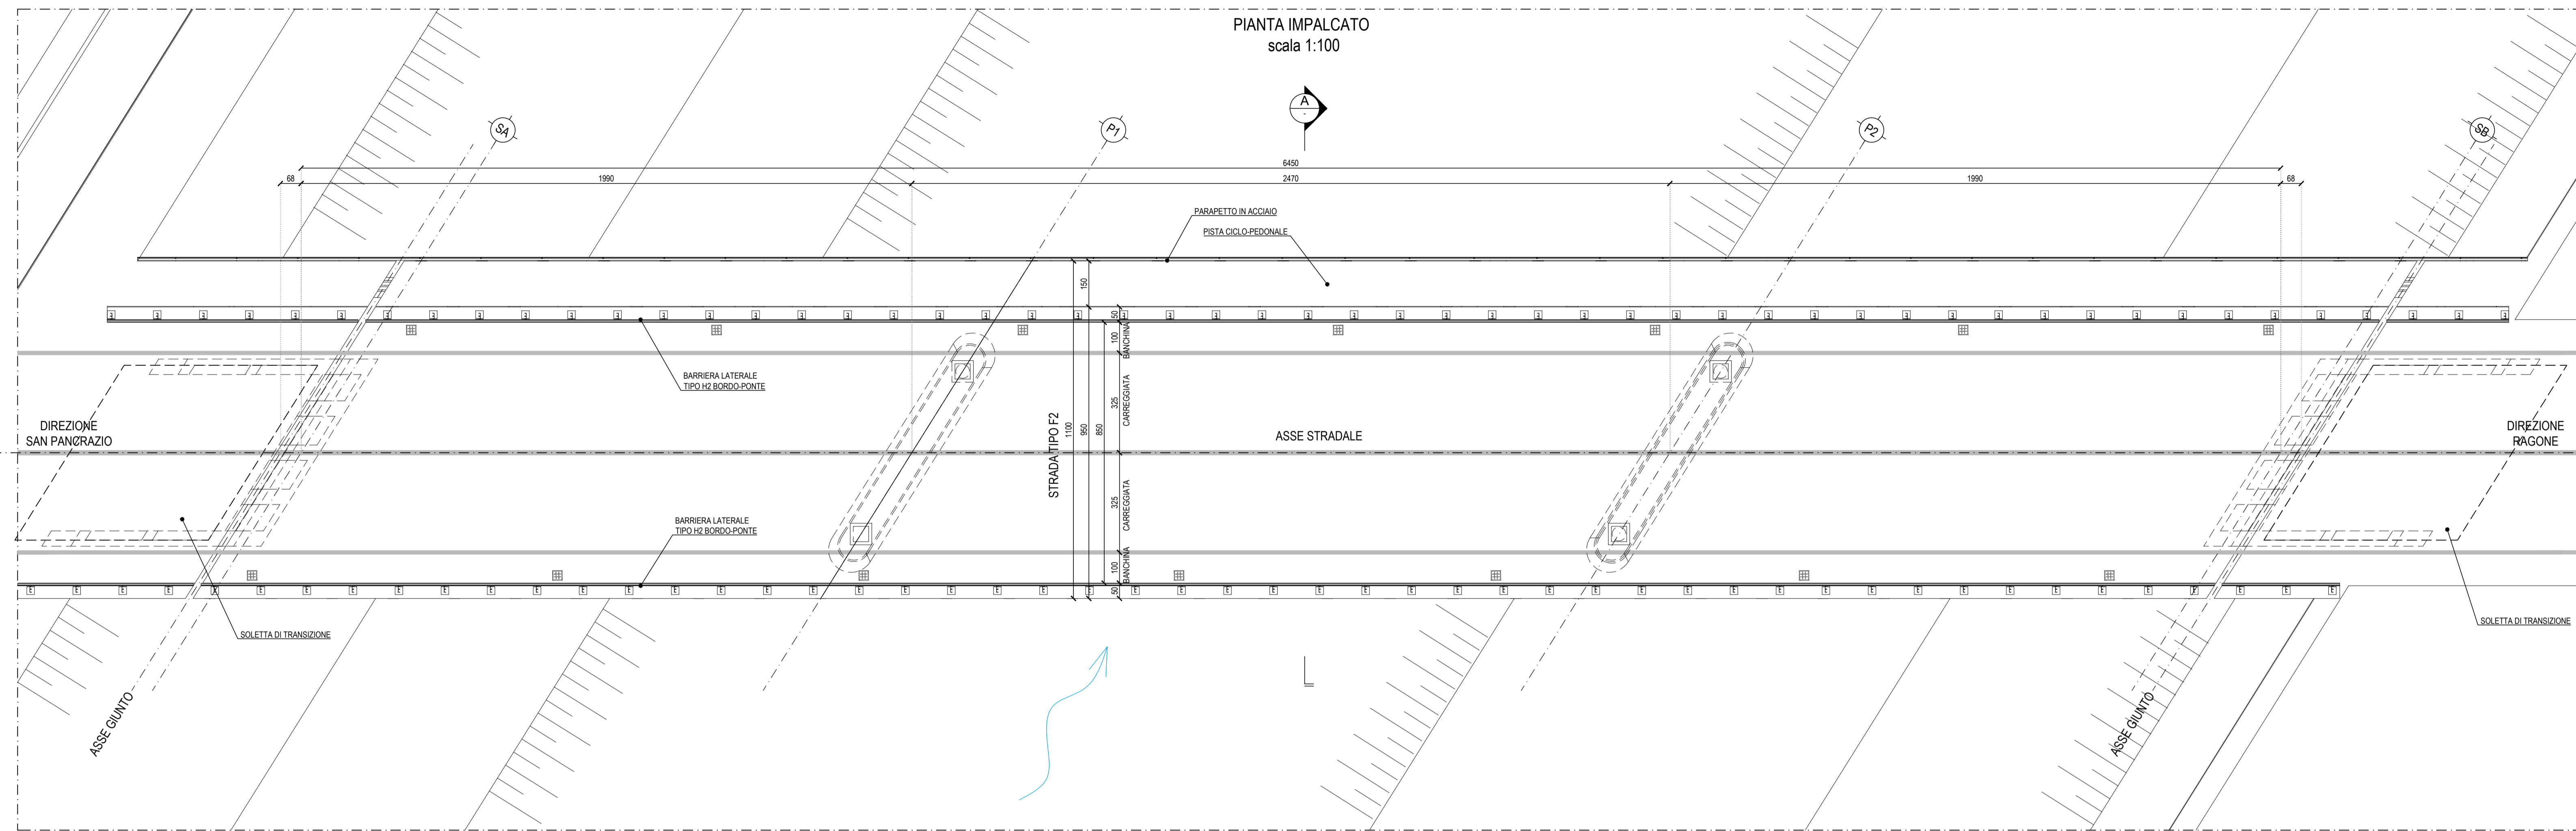 PIANTA IMPALCATO
scala 1:100
A
-
SA
P1
P2
SB
6450
68
1990
2470
1990
68
PARAPETTO IN ACCIAIO
PISTA CICLO-PEDONALE
150
50
100
BANCHINA
BARRIERA LATERALE
TIPO H2 BORDO-PONTE
325
CARREGGIATA
STRADA TIPO F2
1100
950
850
DIREZIONE
SAN PANCRAZIO
ASSE STRADALE
DIREZIONE
RAGONE
325
CARREGGIATA
BARRIERA LATERALE
TIPO H2 BORDO-PONTE
100
BANCHINA
50
SOLETTA DI TRANSIZIONE
SOLETTA DI TRANSIZIONE
ASSE GIUNTO
ASSE GIUNTO